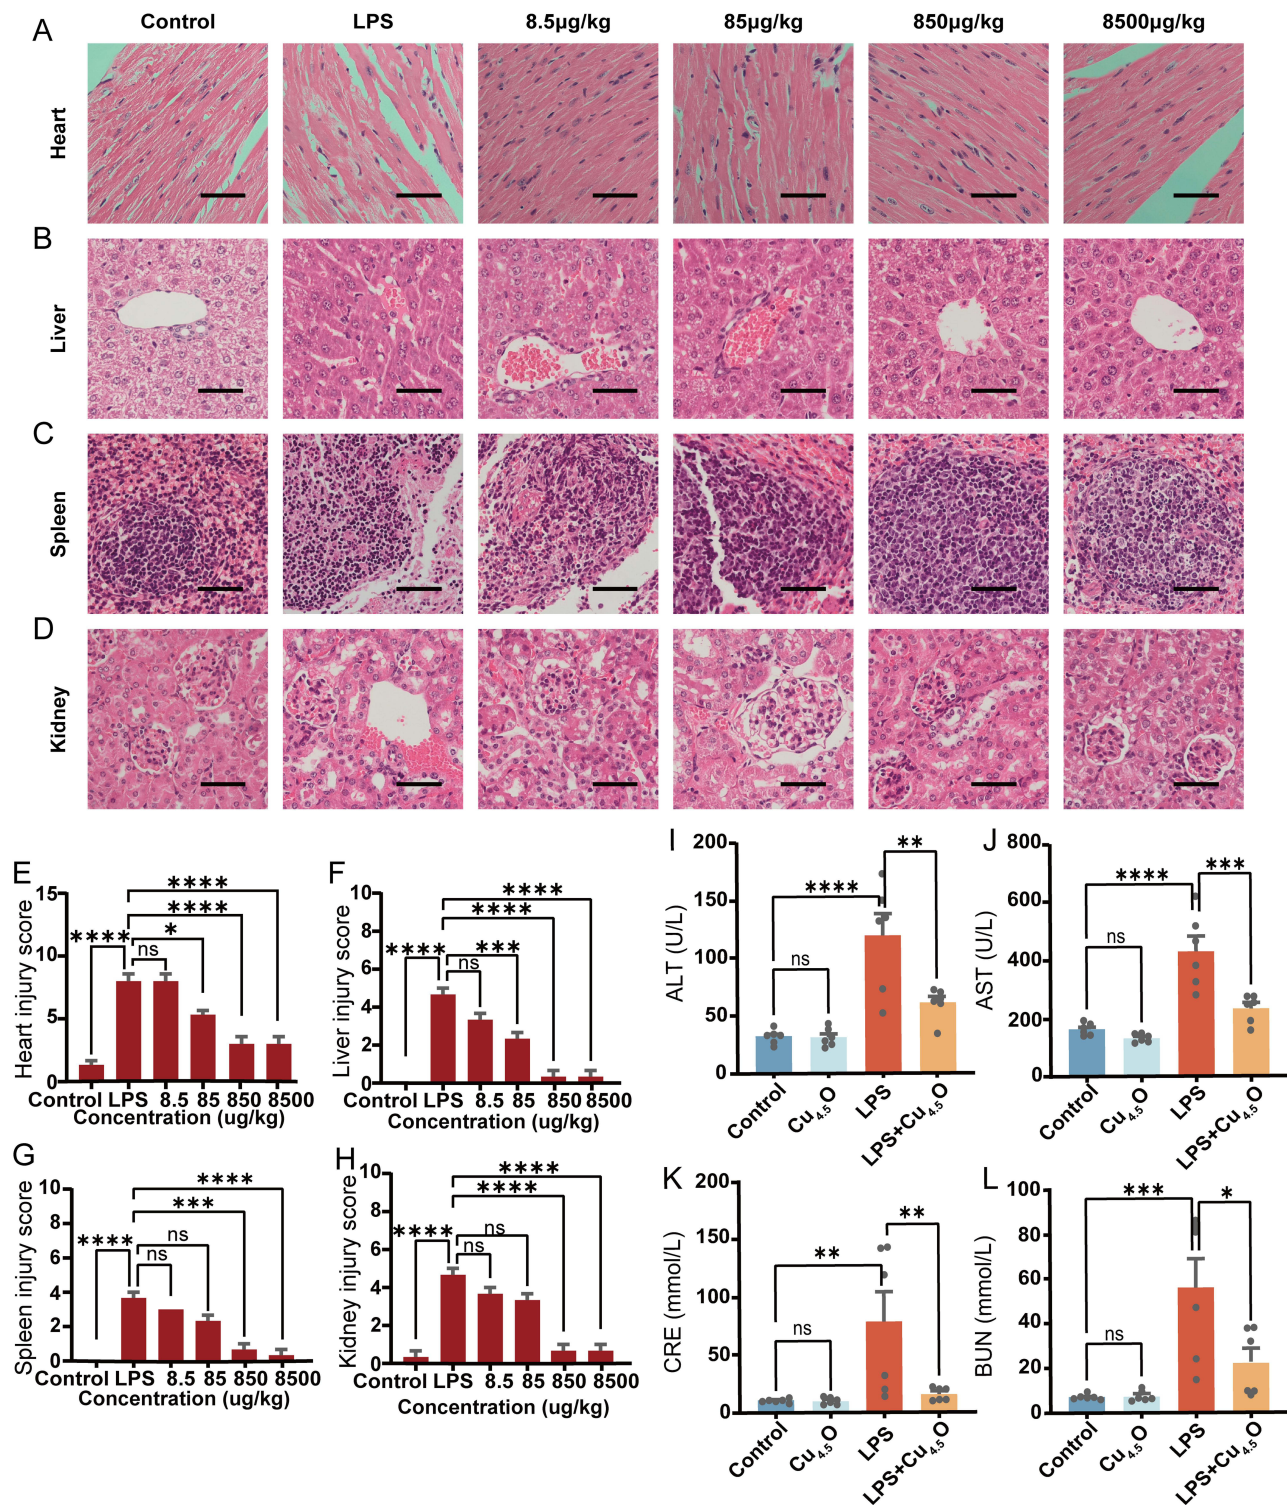 A
Control LPS 8.5µg/kg 85µg/kg 850µg/kg 8500µg/kg
Heart
B
Liver
C
Spleen
D
Kidney
E
Heart injury score
15
10
5
0
**** ns * **** ****
Control LPS 8.5 85 850 8500
Concentration (ug/kg)
F
Liver injury score
10
8
6
4
2
0
**** ns *** **** ****
Control LPS 8.5 85 850 8500
Concentration (ug/kg)
G
Spleen injury score
10
8
6
4
2
0
**** ns ns *** ****
Control LPS 8.5 85 850 8500
Concentration (ug/kg)
H
Kidney injury score
10
8
6
4
2
0
**** ns ns **** ****
Control LPS 8.5 85 850 8500
Concentration (ug/kg)
I
ALT (U/L)
200
150
100
50
0
ns **** **
Control Cu4.5O LPS LPS+Cu4.5O
J
AST (U/L)
800
600
400
200
0
ns **** ***
Control Cu4.5O LPS LPS+Cu4.5O
K
CRE (mmol/L)
200
150
100
50
0
ns ** **
Control Cu4.5O LPS LPS+Cu4.5O
L
BUN (mmol/L)
100
80
60
40
20
0
ns *** *
Control Cu4.5O LPS LPS+Cu4.5O